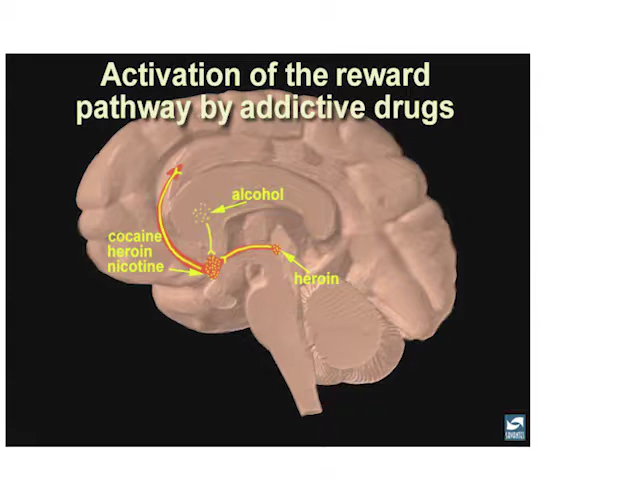 Activation of the reward
pathway by addictive drugs
alcohol
cocaine
heroin
nicotine
heroin